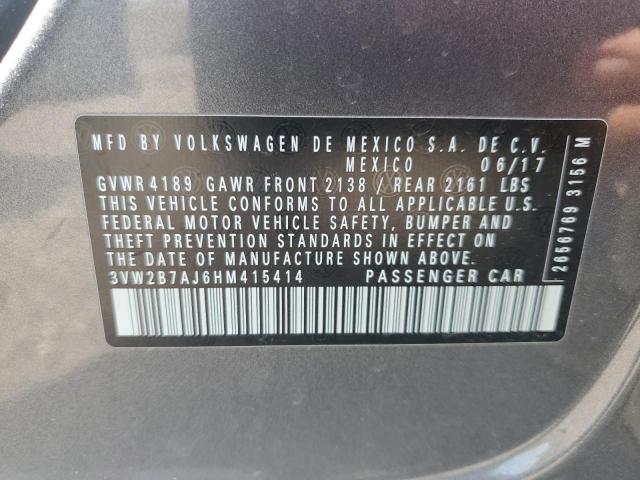 MFD BY VOLKSWAGEN DE MEXICO S.A. DE C.V.
MEXICO 06/17
GVWR 4189 GAWR FRONT 2138 / REAR 2161 LBS
THIS VEHICLE CONFORMS TO ALL APPLICABLE U.S.
FEDERAL MOTOR VEHICLE SAFETY, BUMPER AND
THEFT PREVENTION STANDARDS IN EFFECT ON
THE DATE OF MANUFACTURE SHOWN ABOVE.
3VW2B7AJ6HM415414 PASSENGER CAR
2656769 3156 M